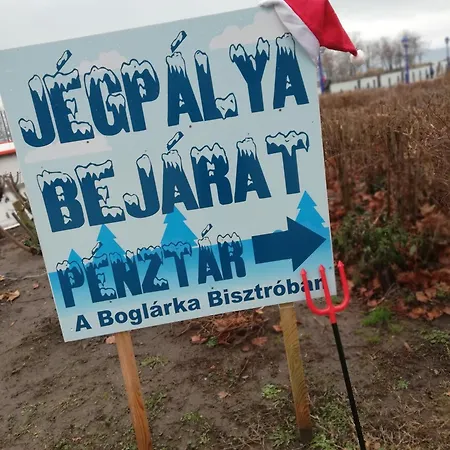 JÉGPÁLYA
BEJÁRAT
PÉNZTÁR
A Boglárka Bisztróban